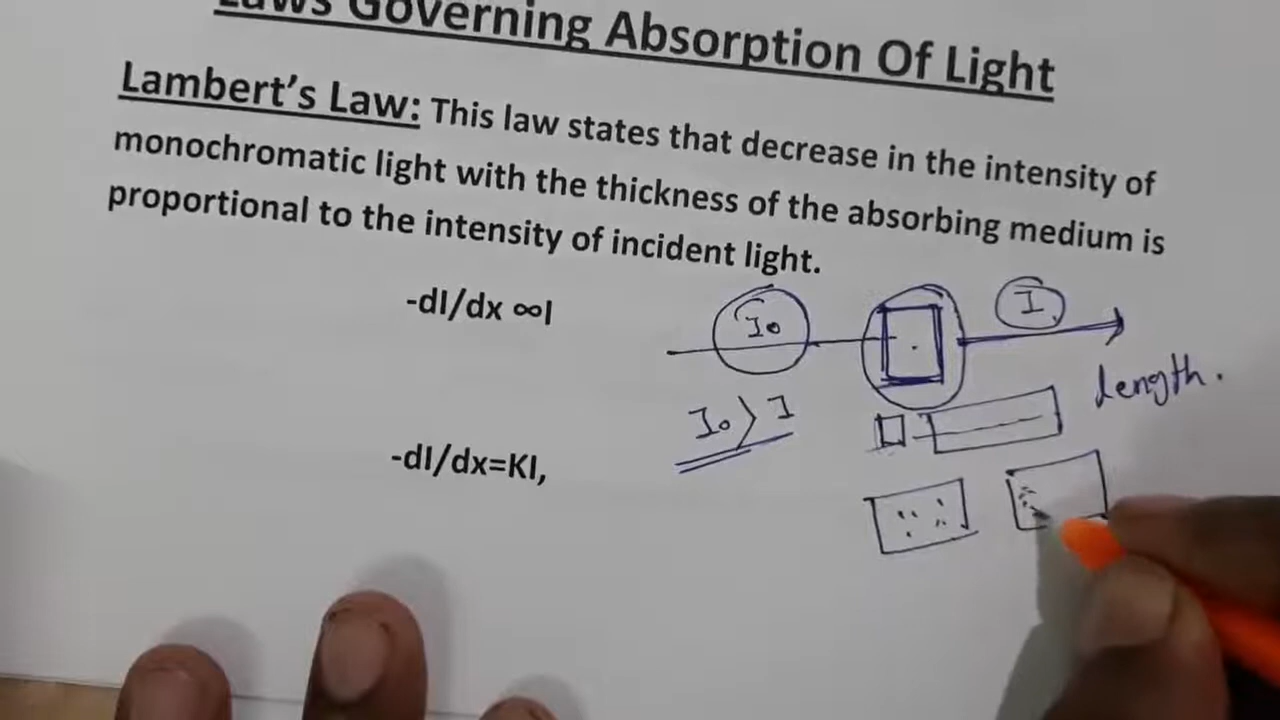 Laws Governing Absorption Of Light
Lambert's Law: This law states that decrease in the intensity of
monochromatic light with the thickness of the absorbing medium is
proportional to the intensity of incident light.
-dI/dx ∞I
I₀
I
length.
I₀ > I
-dI/dx=KI,